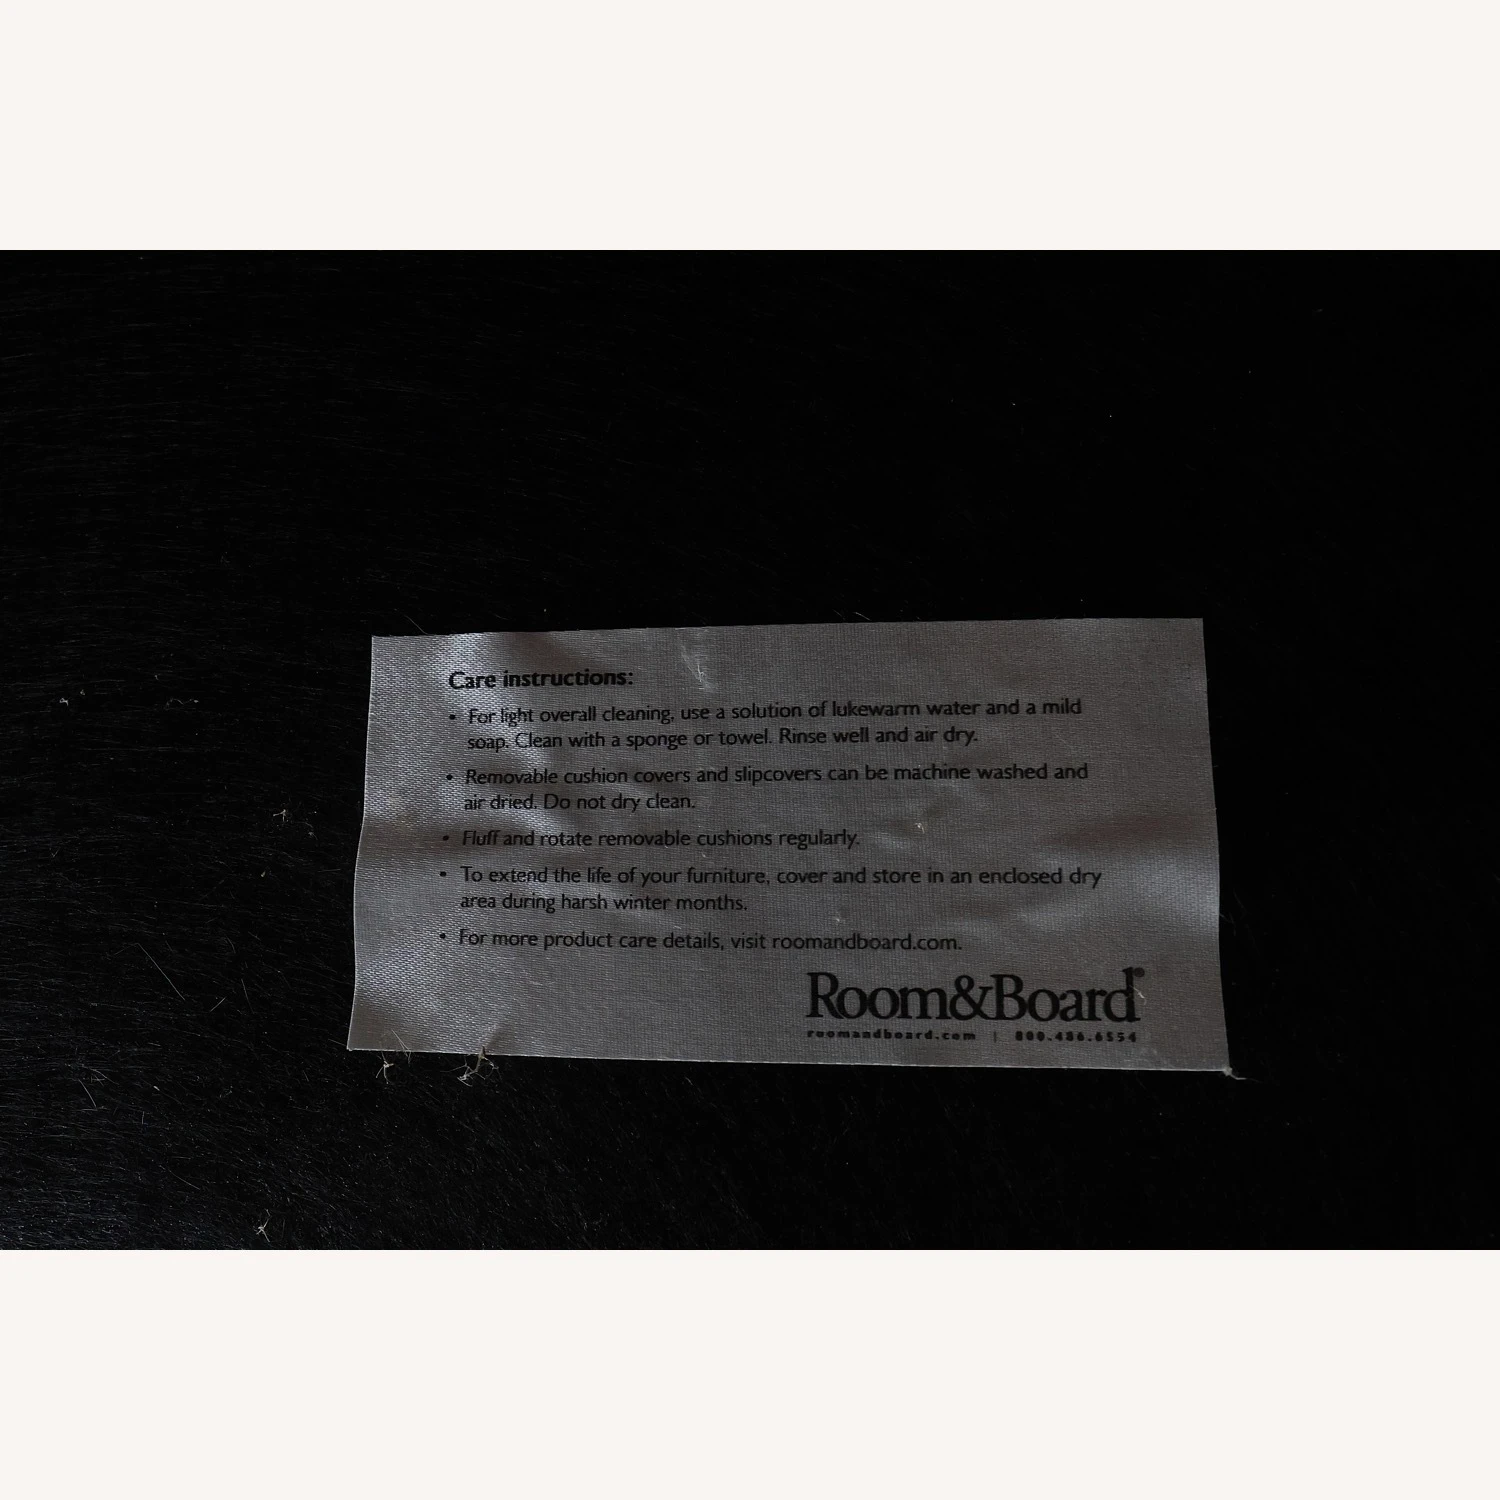 Care instructions:
• For light overall cleaning, use a solution of lukewarm water and a mild
soap. Clean with a sponge or towel. Rinse well and air dry.
• Removable cushion covers and slipcovers can be machine washed and
air dried. Do not dry clean.
• Fluff and rotate removable cushions regularly.
• To extend the life of your furniture, cover and store in an enclosed dry
area during harsh winter months.
• For more product care details, visit roomandboard.com.
Room&Board®
roomandboard.com | 800.486.6554